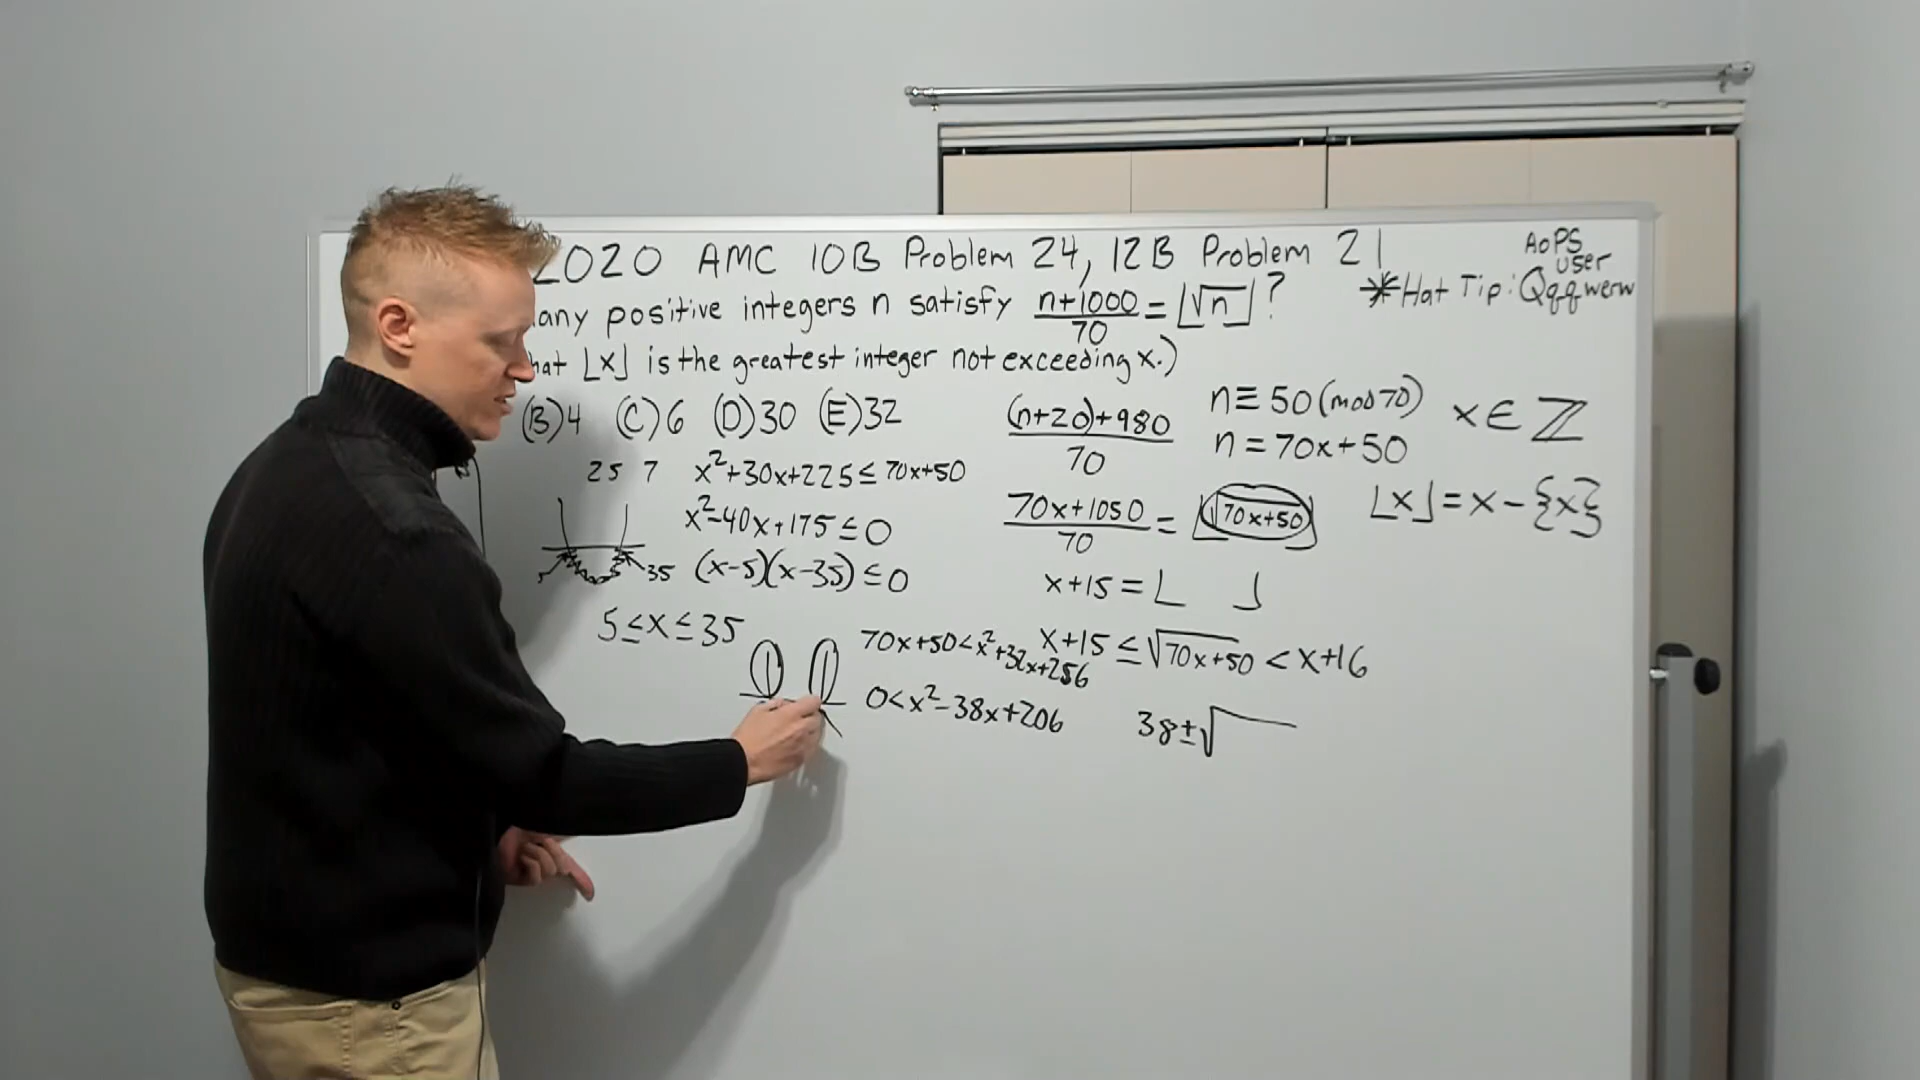 2020 AMC 10B Problem 24, 12B Problem 21
AoPS
user
*Hat Tip: Qqqwerw
any positive integers n satisfy (n+1000)/70 = ⌊√n⌋?
hat ⌊x⌋ is the greatest integer not exceeding x.)
(B) 4 (C) 6 (D) 30 (E) 32
25 7
x²+30x+225 ≤ 70x+50
x²-40x+175 ≤ 0
35 (x-5)(x-35) ≤ 0
5 ≤ x ≤ 35
((n+20)+980)/70
(70x+1050)/70 = ⌊√70x+50⌋
x+15 = ⌊ ⌋
x+15 ≤ √70x+50 < x+16
70x+50 < x²+32x+256
0 < x²-38x+206
38±√
n ≡ 50 (mod 70)
n = 70x+50
x ∈ ℤ
⌊x⌋ = x - {x}